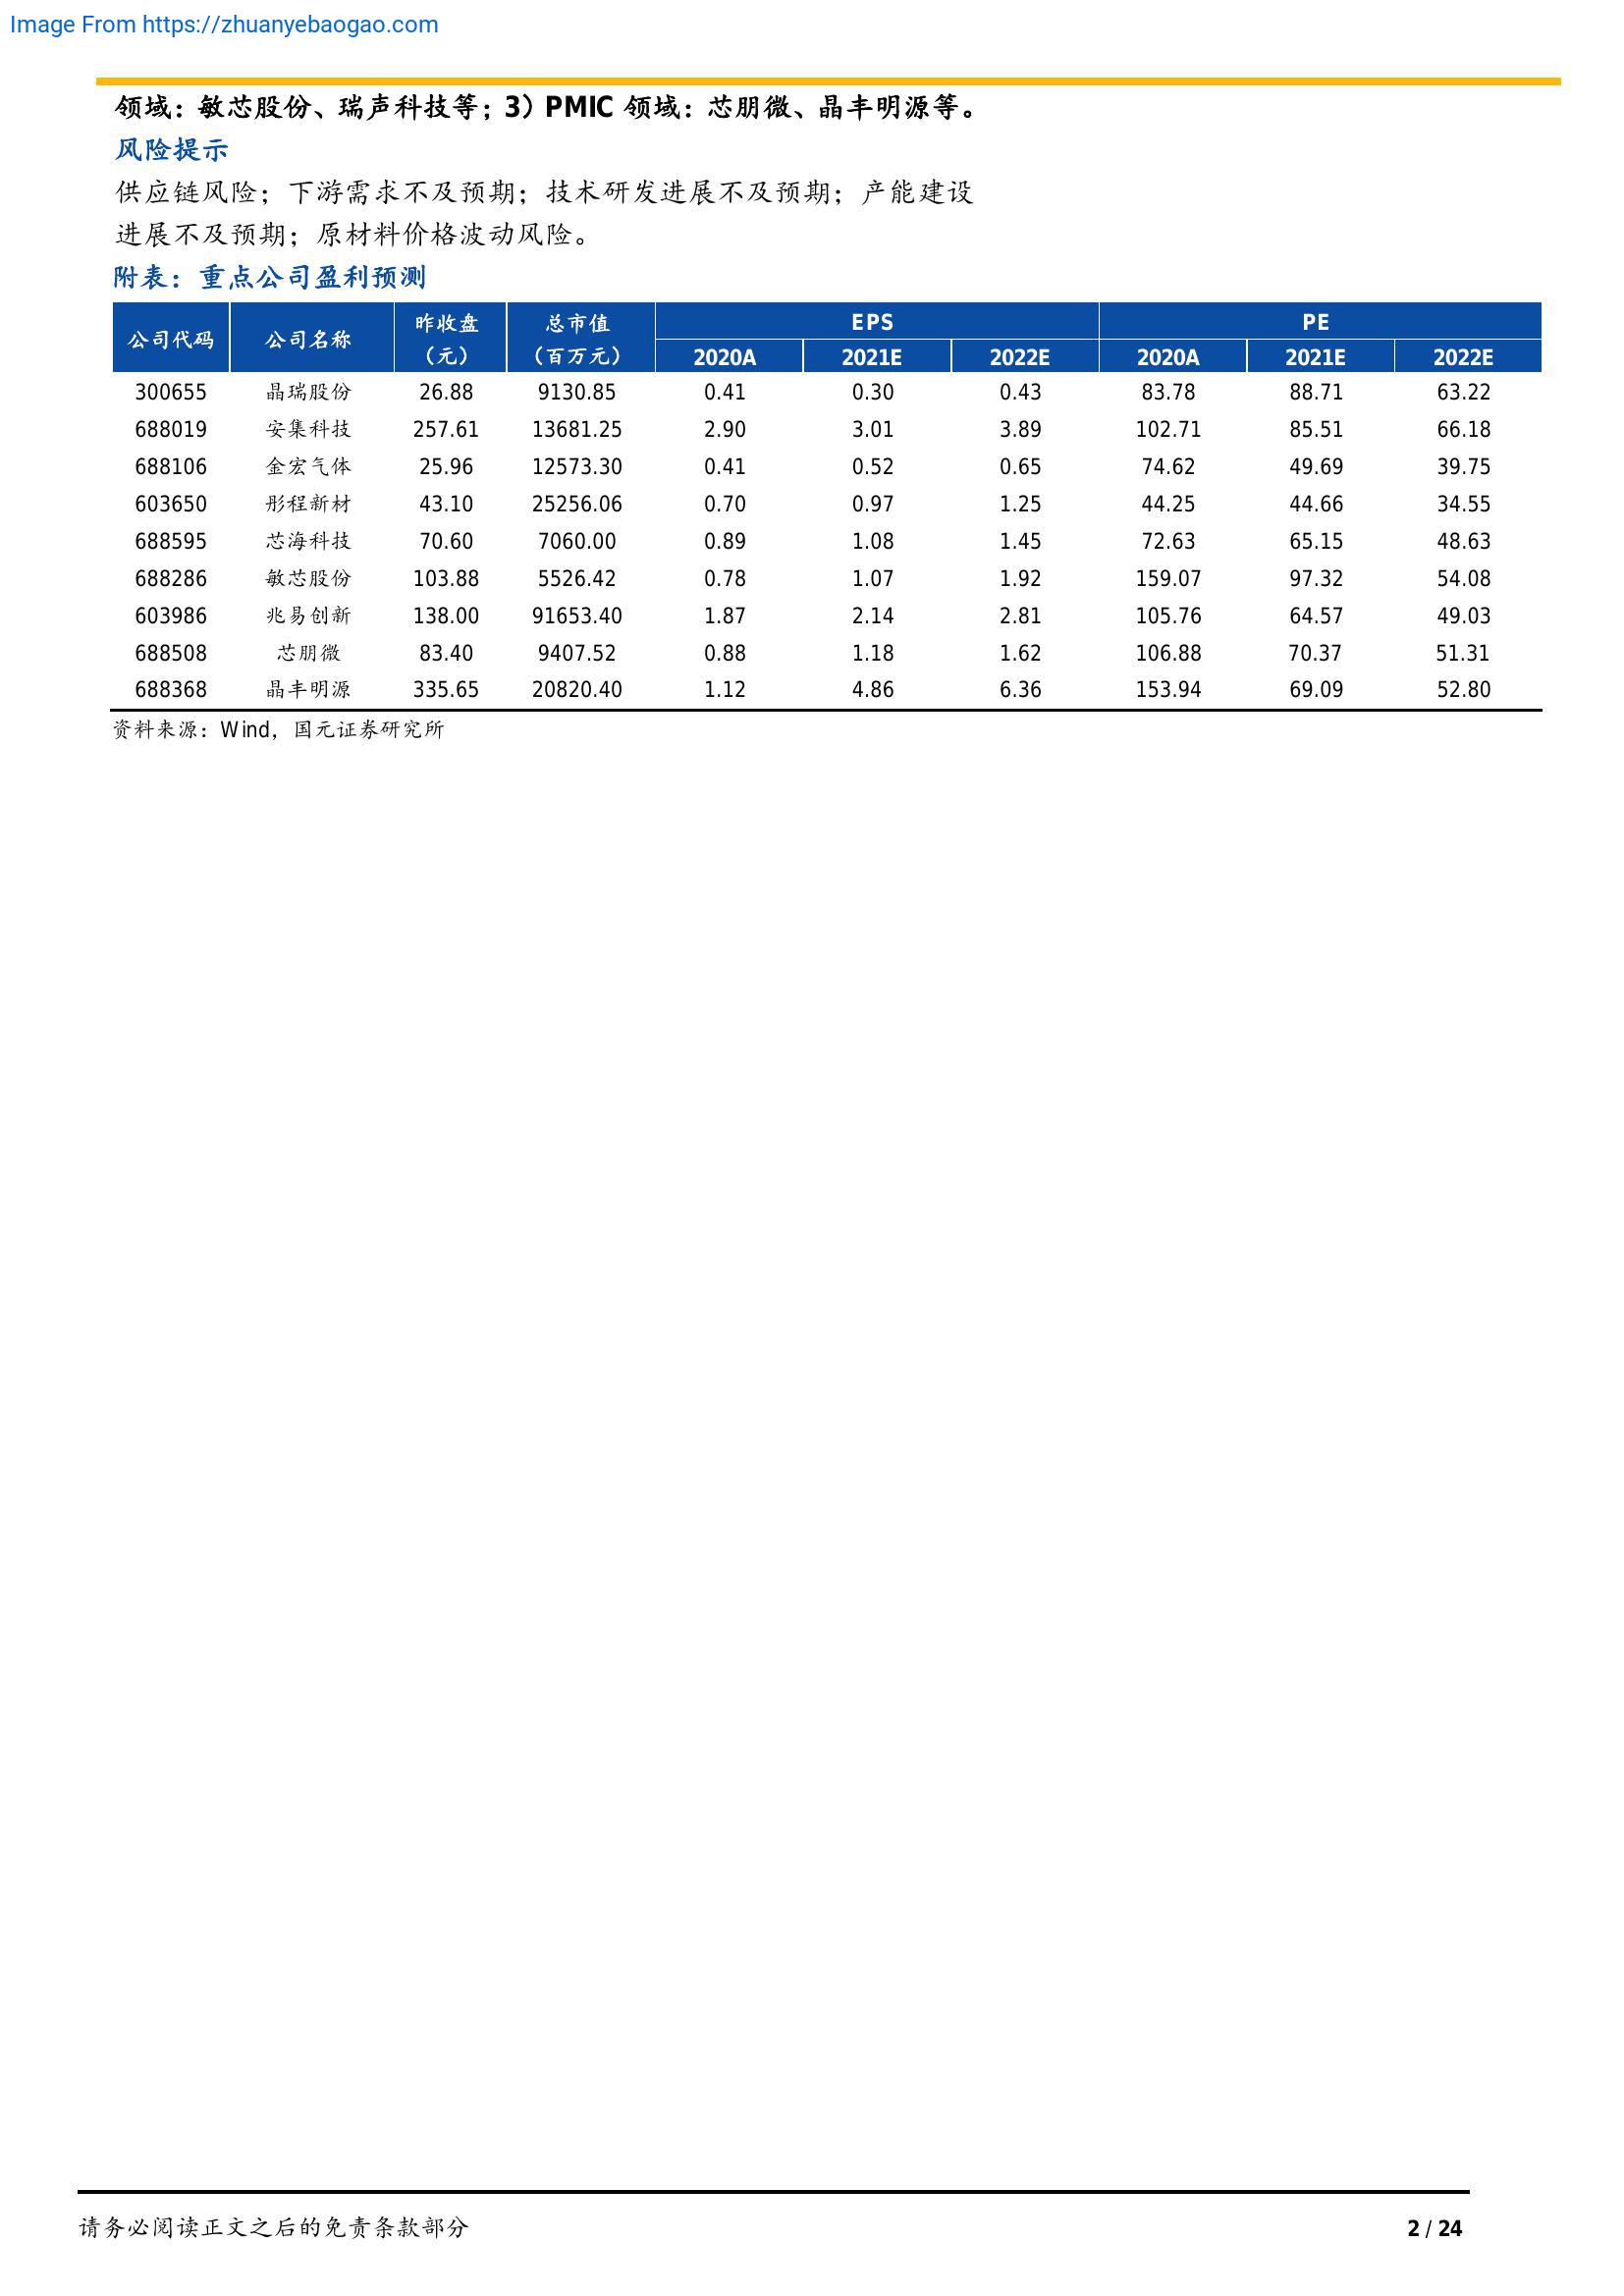 Image From https://zhuanyebaogao.com
领域：敏芯股份、瑞声科技等；3）PMIC 领域：芯朋微、晶丰明源等。
风险提示
供应链风险；下游需求不及预期；技术研发进展不及预期；产能建设
进展不及预期；原材料价格波动风险。
附表：重点公司盈利预测
公司代码 公司名称 昨收盘（元） 总市值（百万元） EPS PE
2020A 2021E 2022E 2020A 2021E 2022E
300655 晶瑞股份 26.88 9130.85 0.41 0.30 0.43 83.78 88.71 63.22
688019 安集科技 257.61 13681.25 2.90 3.01 3.89 102.71 85.51 66.18
688106 金宏气体 25.96 12573.30 0.41 0.52 0.65 74.62 49.69 39.75
603650 彤程新材 43.10 25256.06 0.70 0.97 1.25 44.25 44.66 34.55
688595 芯海科技 70.60 7060.00 0.89 1.08 1.45 72.63 65.15 48.63
688286 敏芯股份 103.88 5526.42 0.78 1.07 1.92 159.07 97.32 54.08
603986 兆易创新 138.00 91653.40 1.87 2.14 2.81 105.76 64.57 49.03
688508 芯朋微 83.40 9407.52 0.88 1.18 1.62 106.88 70.37 51.31
688368 晶丰明源 335.65 20820.40 1.12 4.86 6.36 153.94 69.09 52.80
资料来源：Wind，国元证券研究所
请务必阅读正文之后的免责条款部分 2 / 24